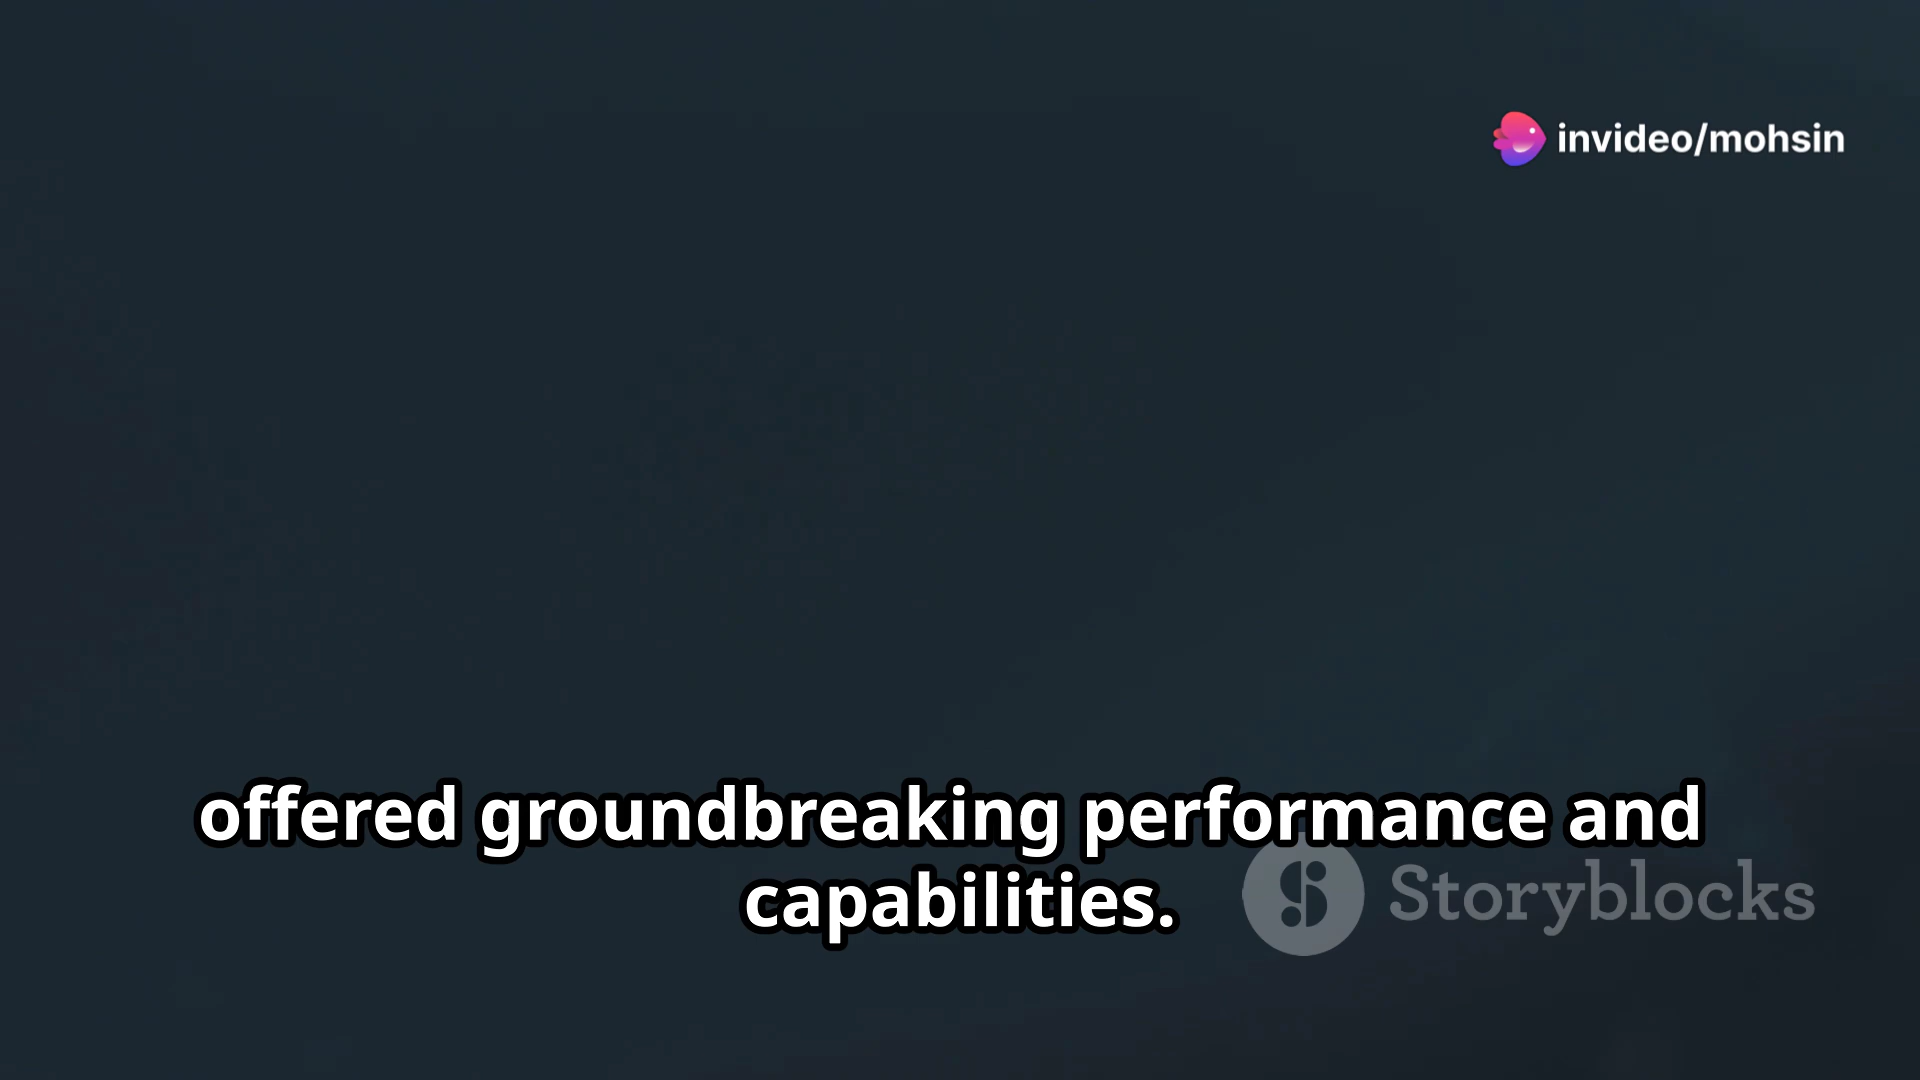 invideo/mohsin
offered groundbreaking performance and
capabilities.
Storyblocks